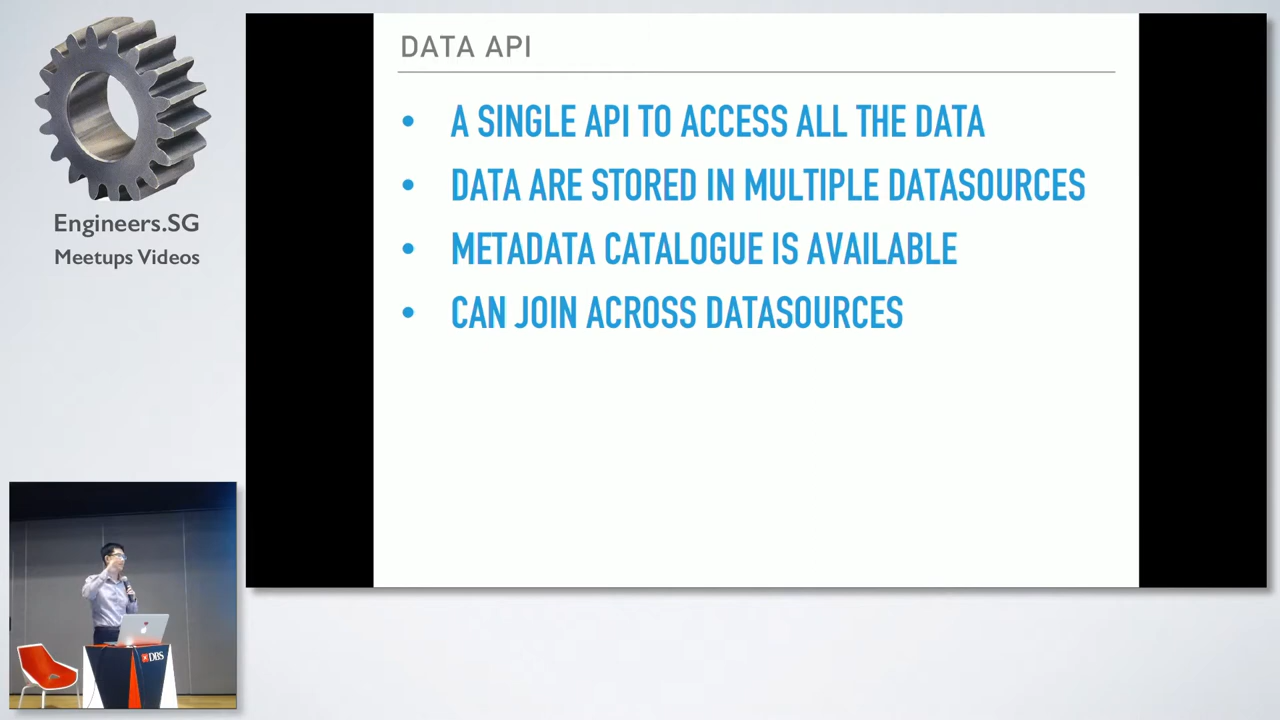 DATA API
• A SINGLE API TO ACCESS ALL THE DATA
• DATA ARE STORED IN MULTIPLE DATASOURCES
• METADATA CATALOGUE IS AVAILABLE
• CAN JOIN ACROSS DATASOURCES
Engineers.SG
Meetups Videos
DBS